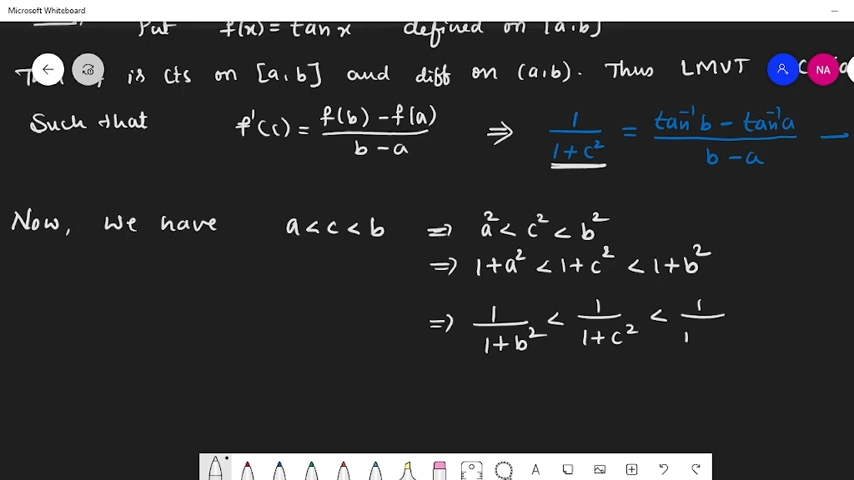 Microsoft Whiteboard
Put f(x) = tan x defined on [a,b]
is cts on [a,b] and diff on (a,b). Thus LMVT
NA
Such that f'(c) = f(b) - f(a) / b - a ⇒ 1 / 1 + c² = tan⁻¹b - tan⁻¹a / b - a —
Now, we have a < c < b ⇒ a² < c² < b²
⇒ 1 + a² < 1 + c² < 1 + b²
⇒ 1 / 1 + b² < 1 / 1 + c² < 1 / 1
A